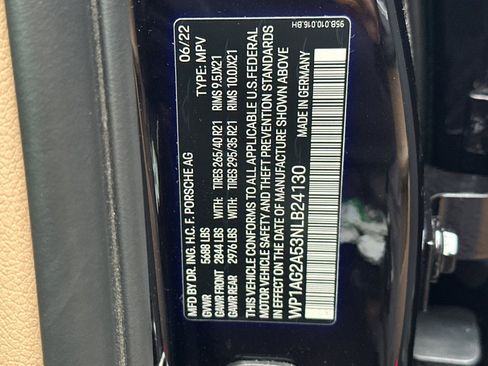 95B.010.016.BH
MFD BY DR. ING. H.C. F. PORSCHE AG 06/22
GVWR 5688 LBS TYPE: MPV
GAWR FRONT 2844 LBS WITH: TIRES 265/40 R21 RIMS 9.5JX21
GAWR REAR 2976 LBS WITH: TIRES 295/35 R21 RIMS 10.0JX21
THIS VEHICLE CONFORMS TO ALL APPLICABLE U.S. FEDERAL
MOTOR VEHICLE SAFETY AND THEFT PREVENTION STANDARDS
IN EFFECT ON THE DATE OF MANUFACTURE SHOWN ABOVE
WP1AG2A53NLB24130 MADE IN GERMANY